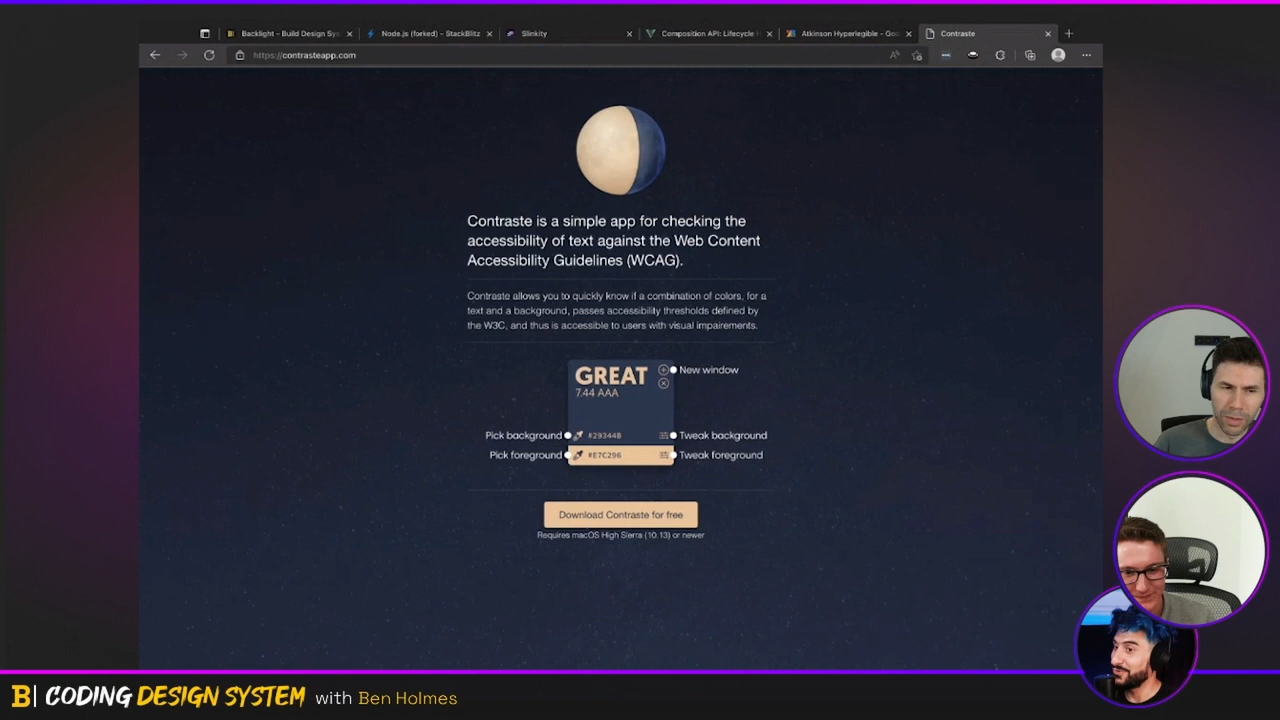 Backlight – Build Design Sys
Node.js (forked) – StackBlitz
Slinkity
Composition API: Lifecycle H
Atkinson Hyperlegible - Goo
Contraste
https://contrasteapp.com
Contraste is a simple app for checking the
accessibility of text against the Web Content
Accessibility Guidelines (WCAG).
Contraste allows you to quickly know if a combination of colors, for a
text and a background, passes accessibility thresholds defined by
the W3C, and thus is accessible to users with visual impairements.
GREAT
7.44 AAA
New window
Pick background
#29344B
Tweak background
Pick foreground
#E7C296
Tweak foreground
Download Contraste for free
Requires macOS High Sierra (10.13) or newer
B| CODING DESIGN SYSTEM with Ben Holmes